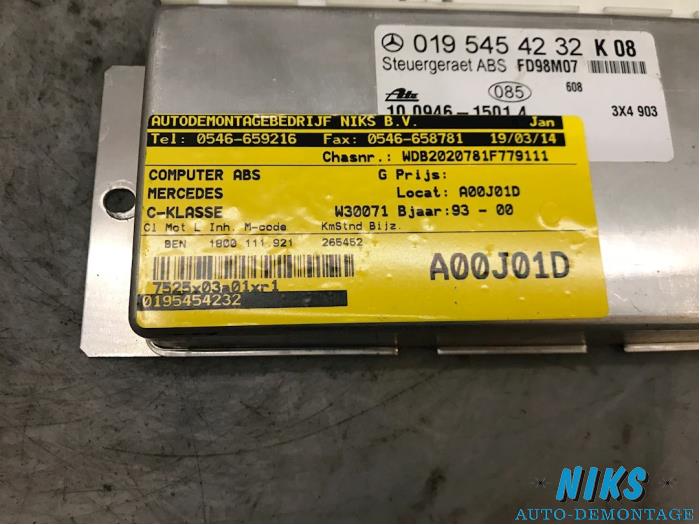 019 545 42 32 K 08
Steuergeraet ABS FD98M07
Ate 085 608
10.0946-1501.4 3X4 903
AUTODEMONTAGEBEDRIJF NIKS B.V. Jan
Tel: 0546-659216 Fax: 0546-658781 19/03/14
Chasnr.: WDB2020781F779111
COMPUTER ABS G Prijs:
MERCEDES Locat: A00J01D
C-KLASSE W30071 Bjaar:93 - 00
Cl Mot L Inh. M-code KmStnd Bijz.
BEN 1800 111.921 265452
A00J01D
7525x03a01xr1
0195454232
NIKS
AUTO-DEMONTAGE